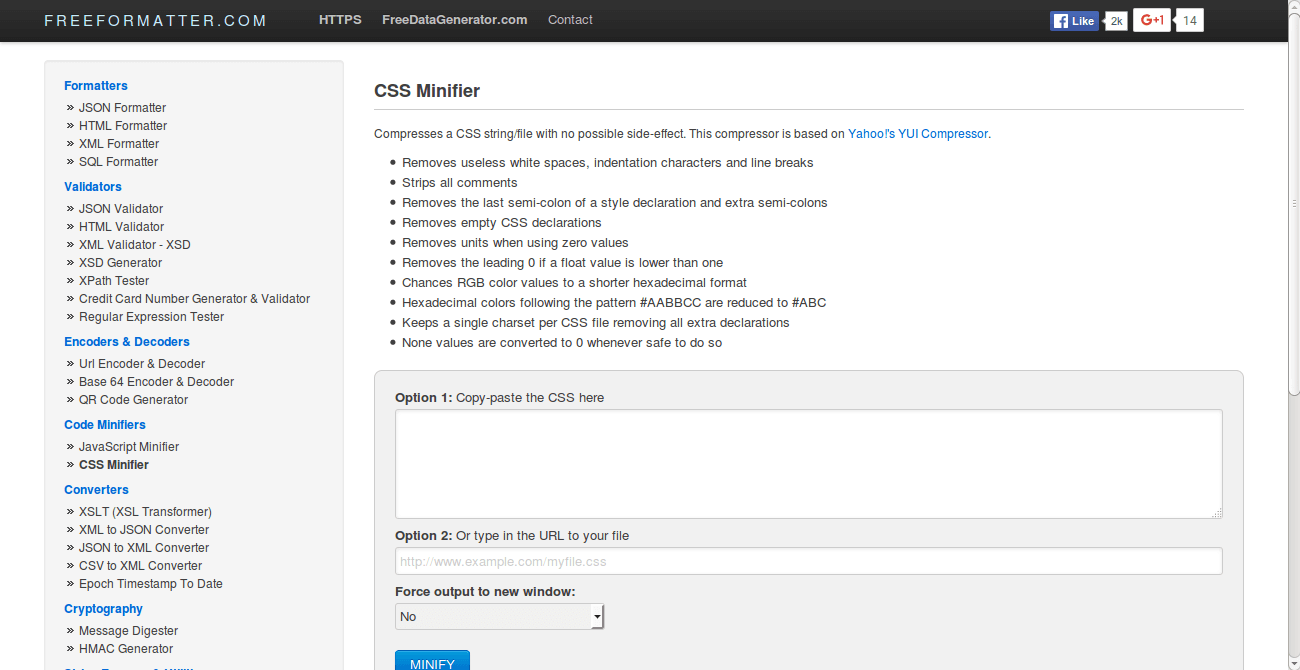 FREEFORMATTER.COM HTTPS FreeDataGenerator.com Contact Like 2k G+1 14
Formatters
» JSON Formatter
» HTML Formatter
» XML Formatter
» SQL Formatter
Validators
» JSON Validator
» HTML Validator
» XML Validator - XSD
» XSD Generator
» XPath Tester
» Credit Card Number Generator & Validator
» Regular Expression Tester
Encoders & Decoders
» Url Encoder & Decoder
» Base 64 Encoder & Decoder
» QR Code Generator
Code Minifiers
» JavaScript Minifier
» CSS Minifier
Converters
» XSLT (XSL Transformer)
» XML to JSON Converter
» JSON to XML Converter
» CSV to XML Converter
» Epoch Timestamp To Date
Cryptography
» Message Digester
» HMAC Generator
CSS Minifier
Compresses a CSS string/file with no possible side-effect. This compressor is based on Yahoo!'s YUI Compressor.
• Removes useless white spaces, indentation characters and line breaks
• Strips all comments
• Removes the last semi-colon of a style declaration and extra semi-colons
• Removes empty CSS declarations
• Removes units when using zero values
• Removes the leading 0 if a float value is lower than one
• Chances RGB color values to a shorter hexadecimal format
• Hexadecimal colors following the pattern #AABBCC are reduced to #ABC
• Keeps a single charset per CSS file removing all extra declarations
• None values are converted to 0 whenever safe to do so
Option 1: Copy-paste the CSS here
Option 2: Or type in the URL to your file
http://www.example.com/myfile.css
Force output to new window:
No
MINIFY